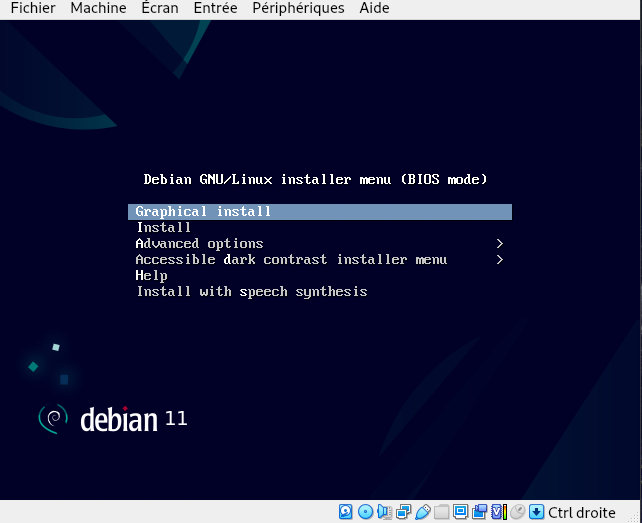 Fichier Machine Écran Entrée Périphériques Aide
Debian GNU/Linux installer menu (BIOS mode)
Graphical install
Install
Advanced options >
Accessible dark contrast installer menu >
Help
Install with speech synthesis
debian 11
Ctrl droite